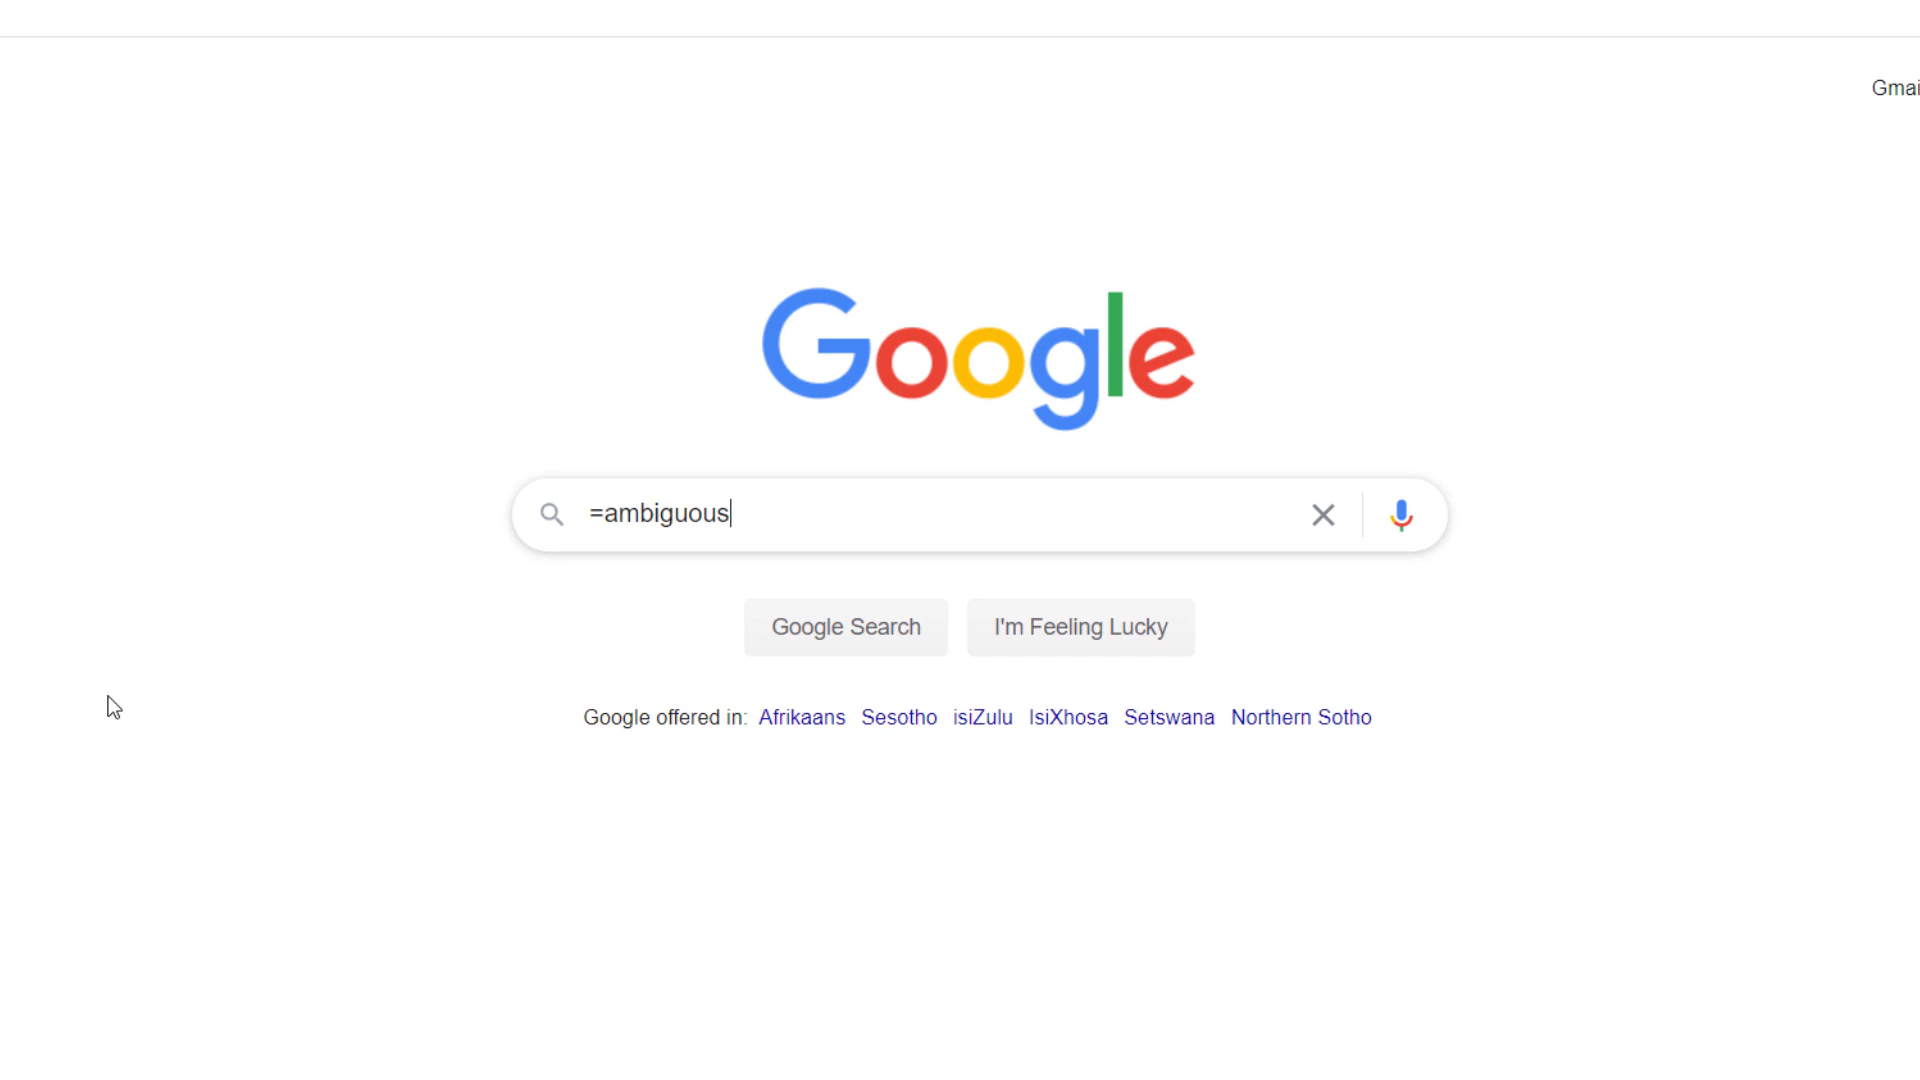 Gmai
Google
=ambiguous
Google Search
I'm Feeling Lucky
Google offered in: Afrikaans Sesotho isiZulu IsiXhosa Setswana Northern Sotho